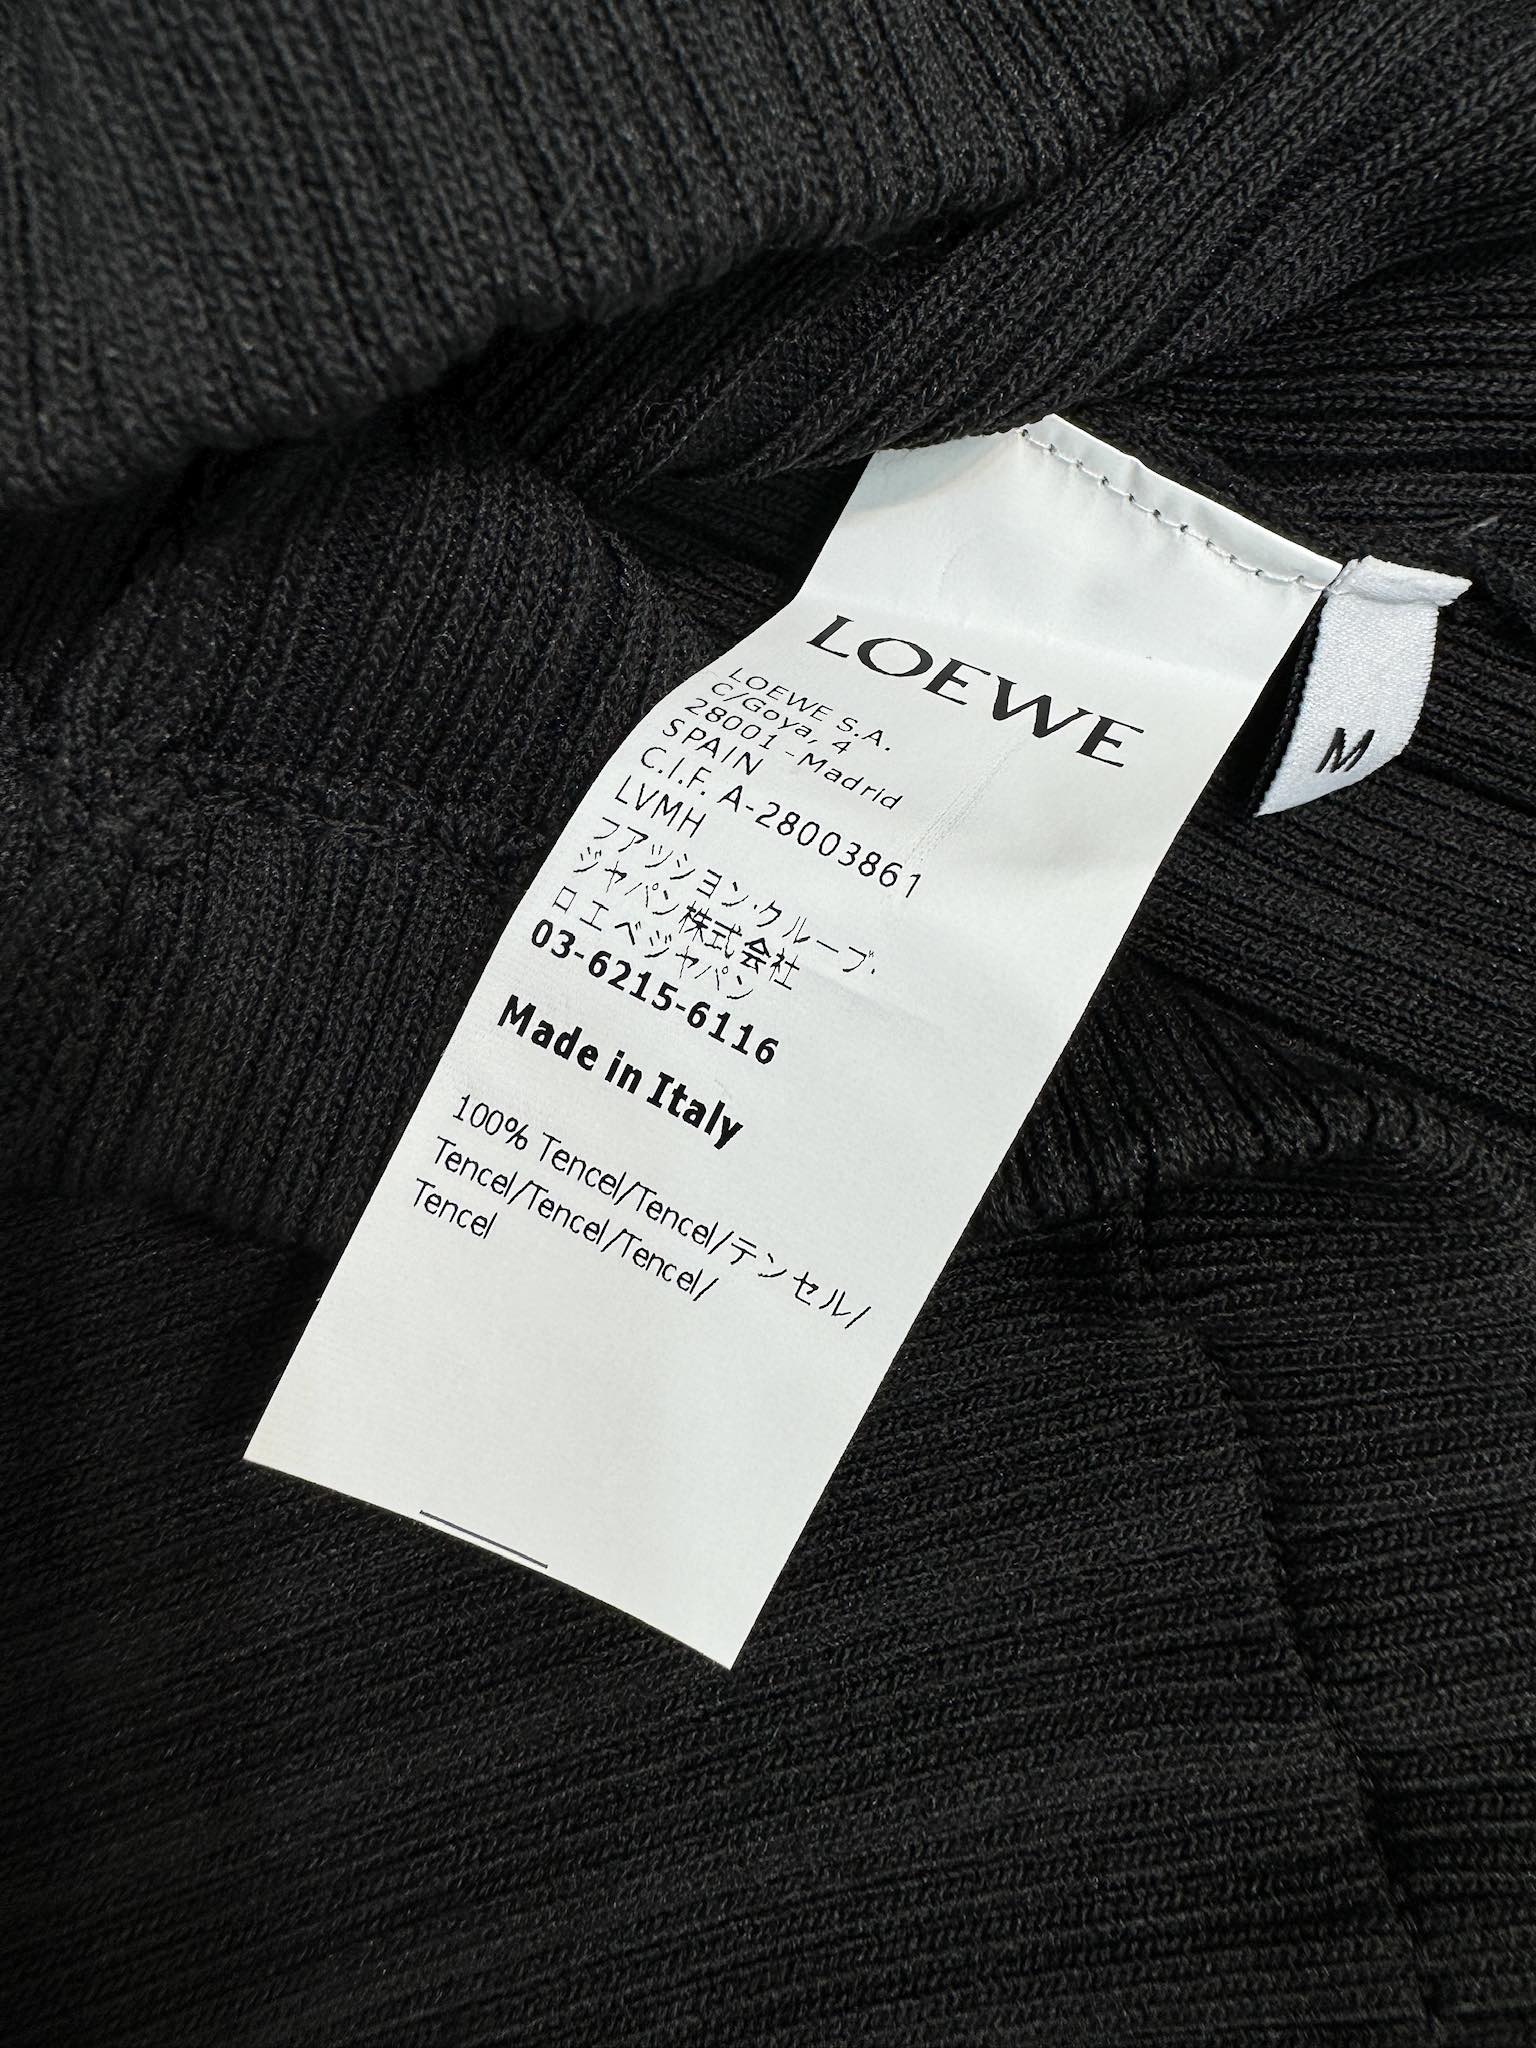 LOEWE
LOEWE S.A.
C/Goya, 4
28001 -Madrid
SPAIN
C.I.F. A-28003861
LVMH
フアッション・クループ・
ジャパン株式会社
ロエベジャパン
03-6215-6116
Made in Italy
100% Tencel/Tencel/テンセル/
Tencel/Tencel/Tencel/
Tencel
M